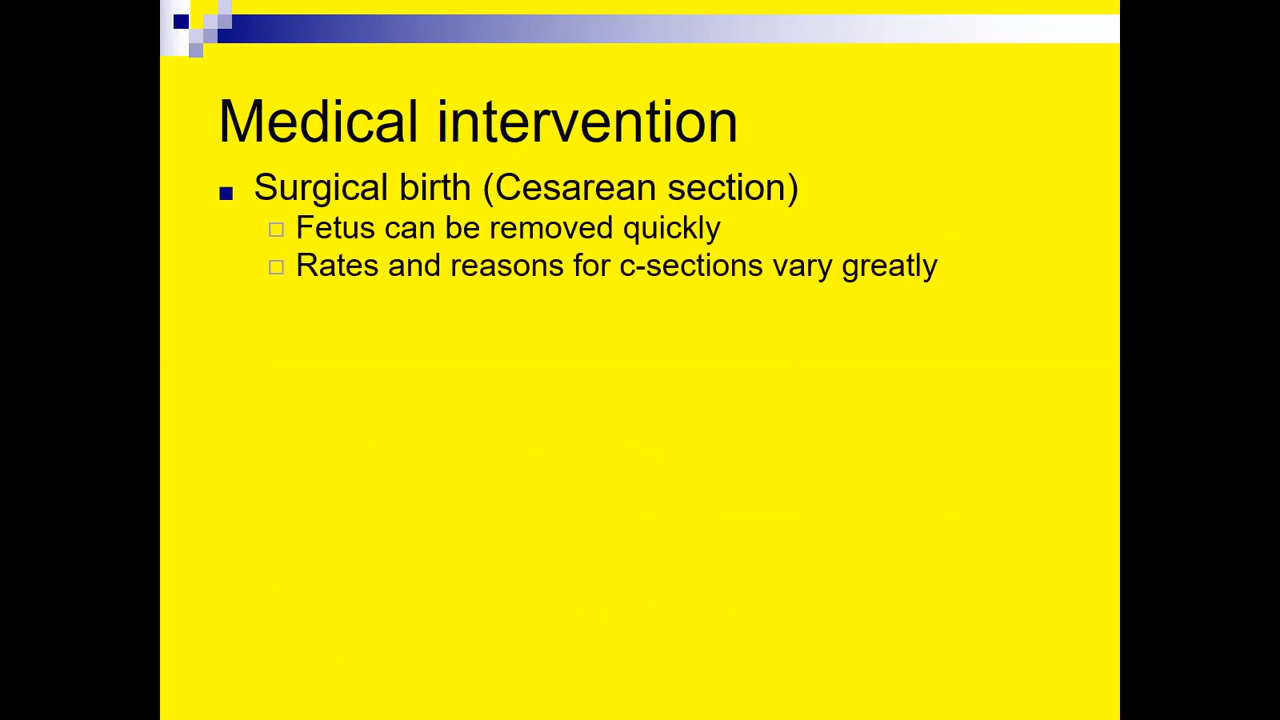 Medical intervention
Surgical birth (Cesarean section)
Fetus can be removed quickly
Rates and reasons for c-sections vary greatly